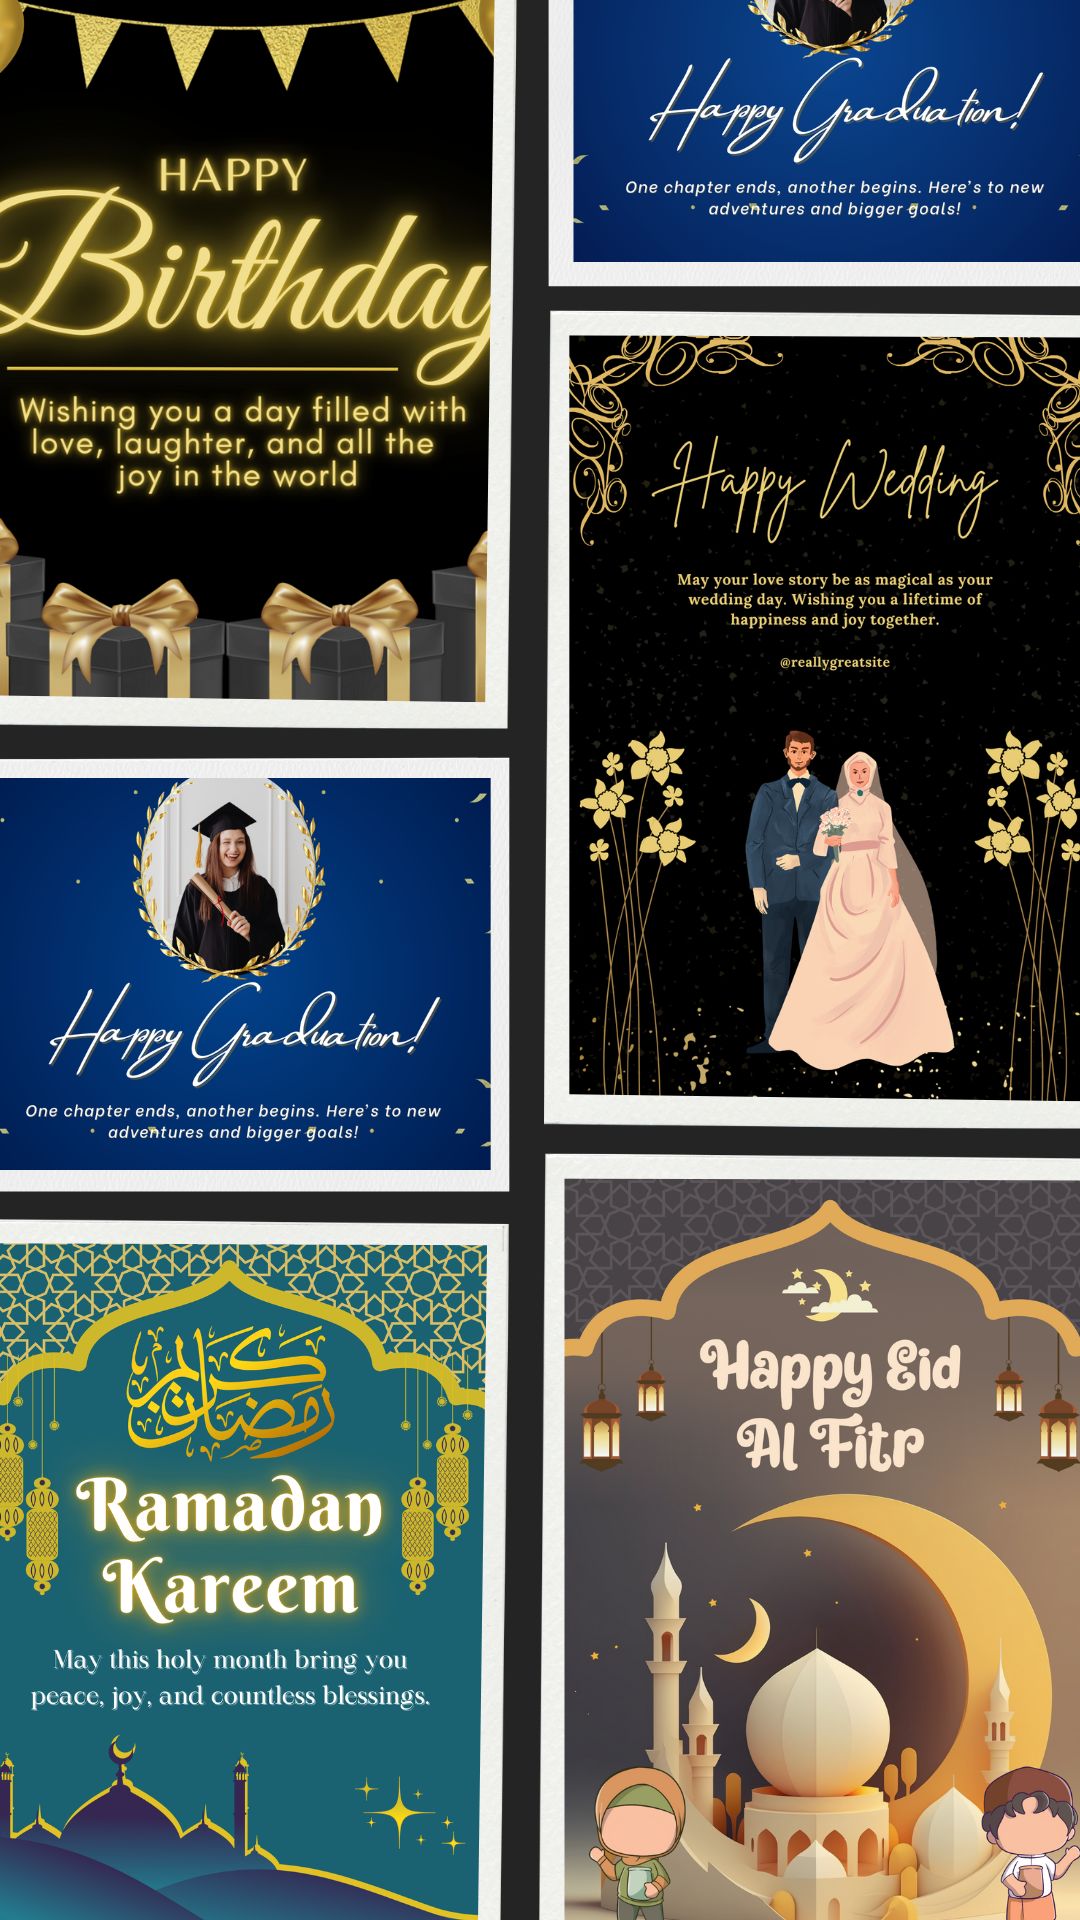 HAPPY
Birthday
Wishing you a day filled with
love, laughter, and all the
joy in the world
Happy Graduation!
One chapter ends, another begins. Here's to new
adventures and bigger goals!
Happy Wedding
May your love story be as magical as your
wedding day. Wishing you a lifetime of
happiness and joy together.
@reallygreatsite
Happy Graduation!
One chapter ends, another begins. Here's to new
adventures and bigger goals!
رمضان كريم
Ramadan
Kareem
May this holy month bring you
peace, joy, and countless blessings.
Happy Eid
Al Fitr